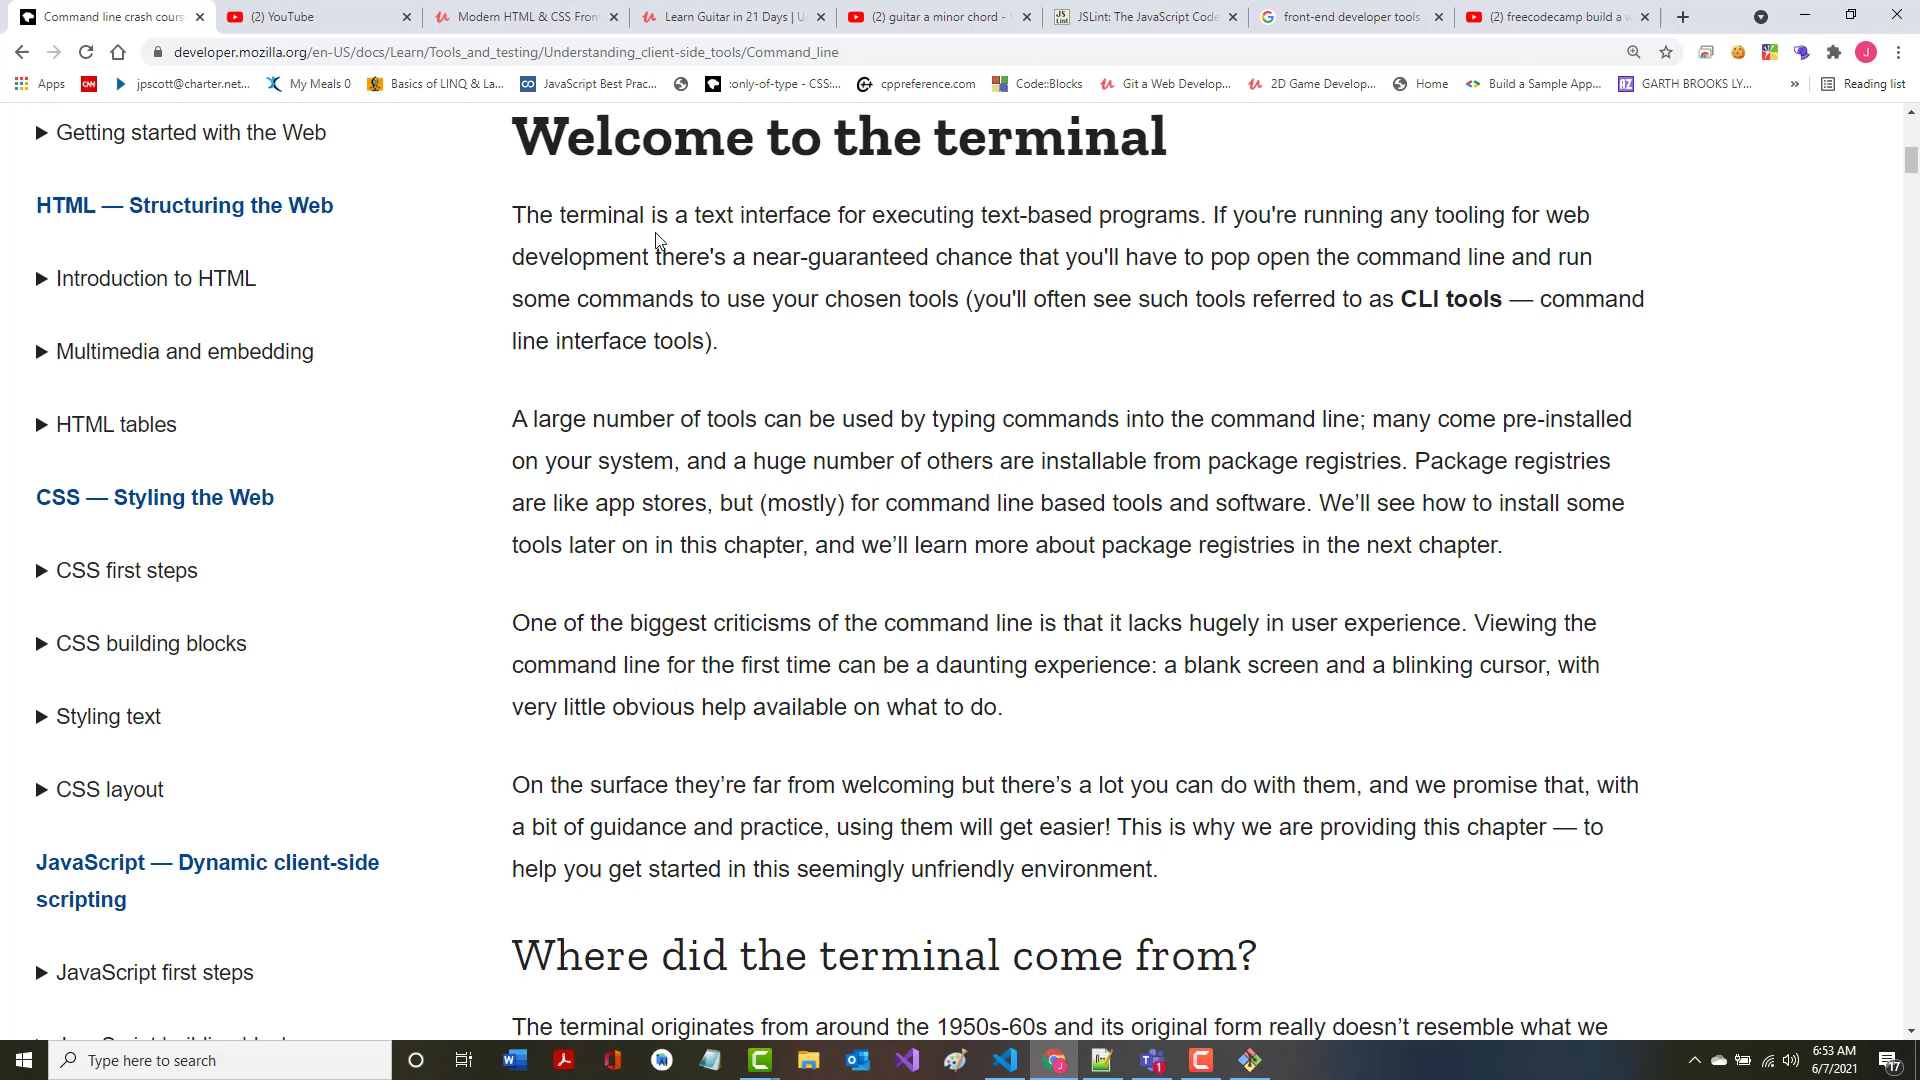 Command line crash cours
(2) YouTube
Modern HTML & CSS From
Learn Guitar in 21 Days | U
(2) guitar a minor chord -
JSLint: The JavaScript Code
front-end developer tools
(2) freecodecamp build a w
developer.mozilla.org/en-US/docs/Learn/Tools_and_testing/Understanding_client-side_tools/Command_line
J
Apps
CNN
jpscott@charter.net...
My Meals 0
Basics of LINQ & La...
JavaScript Best Prac...
:only-of-type - CSS:...
cppreference.com
Code::Blocks
Git a Web Develop...
2D Game Develop...
Home
Build a Sample App...
AZ
GARTH BROOKS LY...
»
Reading list
Getting started with the Web
HTML — Structuring the Web
Introduction to HTML
Multimedia and embedding
HTML tables
CSS — Styling the Web
CSS first steps
CSS building blocks
Styling text
CSS layout
JavaScript — Dynamic client-side
scripting
JavaScript first steps
Welcome to the terminal
The terminal is a text interface for executing text-based programs. If you're running any tooling for web
development there's a near-guaranteed chance that you'll have to pop open the command line and run
some commands to use your chosen tools (you'll often see such tools referred to as CLI tools — command
line interface tools).
A large number of tools can be used by typing commands into the command line; many come pre-installed
on your system, and a huge number of others are installable from package registries. Package registries
are like app stores, but (mostly) for command line based tools and software. We’ll see how to install some
tools later on in this chapter, and we’ll learn more about package registries in the next chapter.
One of the biggest criticisms of the command line is that it lacks hugely in user experience. Viewing the
command line for the first time can be a daunting experience: a blank screen and a blinking cursor, with
very little obvious help available on what to do.
On the surface they’re far from welcoming but there’s a lot you can do with them, and we promise that, with
a bit of guidance and practice, using them will get easier! This is why we are providing this chapter — to
help you get started in this seemingly unfriendly environment.
Where did the terminal come from?
The terminal originates from around the 1950s-60s and its original form really doesn’t resemble what we
Type here to search
6:53 AM
6/7/2021
17